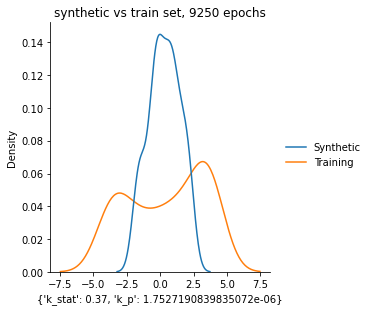 synthetic vs train set, 9250 epochs
0.14
0.12
0.10
0.08
0.06
0.04
0.02
0.00
Density
Synthetic
Training
−7.5 −5.0 −2.5 0.0 2.5 5.0 7.5
{'k_stat': 0.37, 'k_p': 1.7527190839835072e-06}